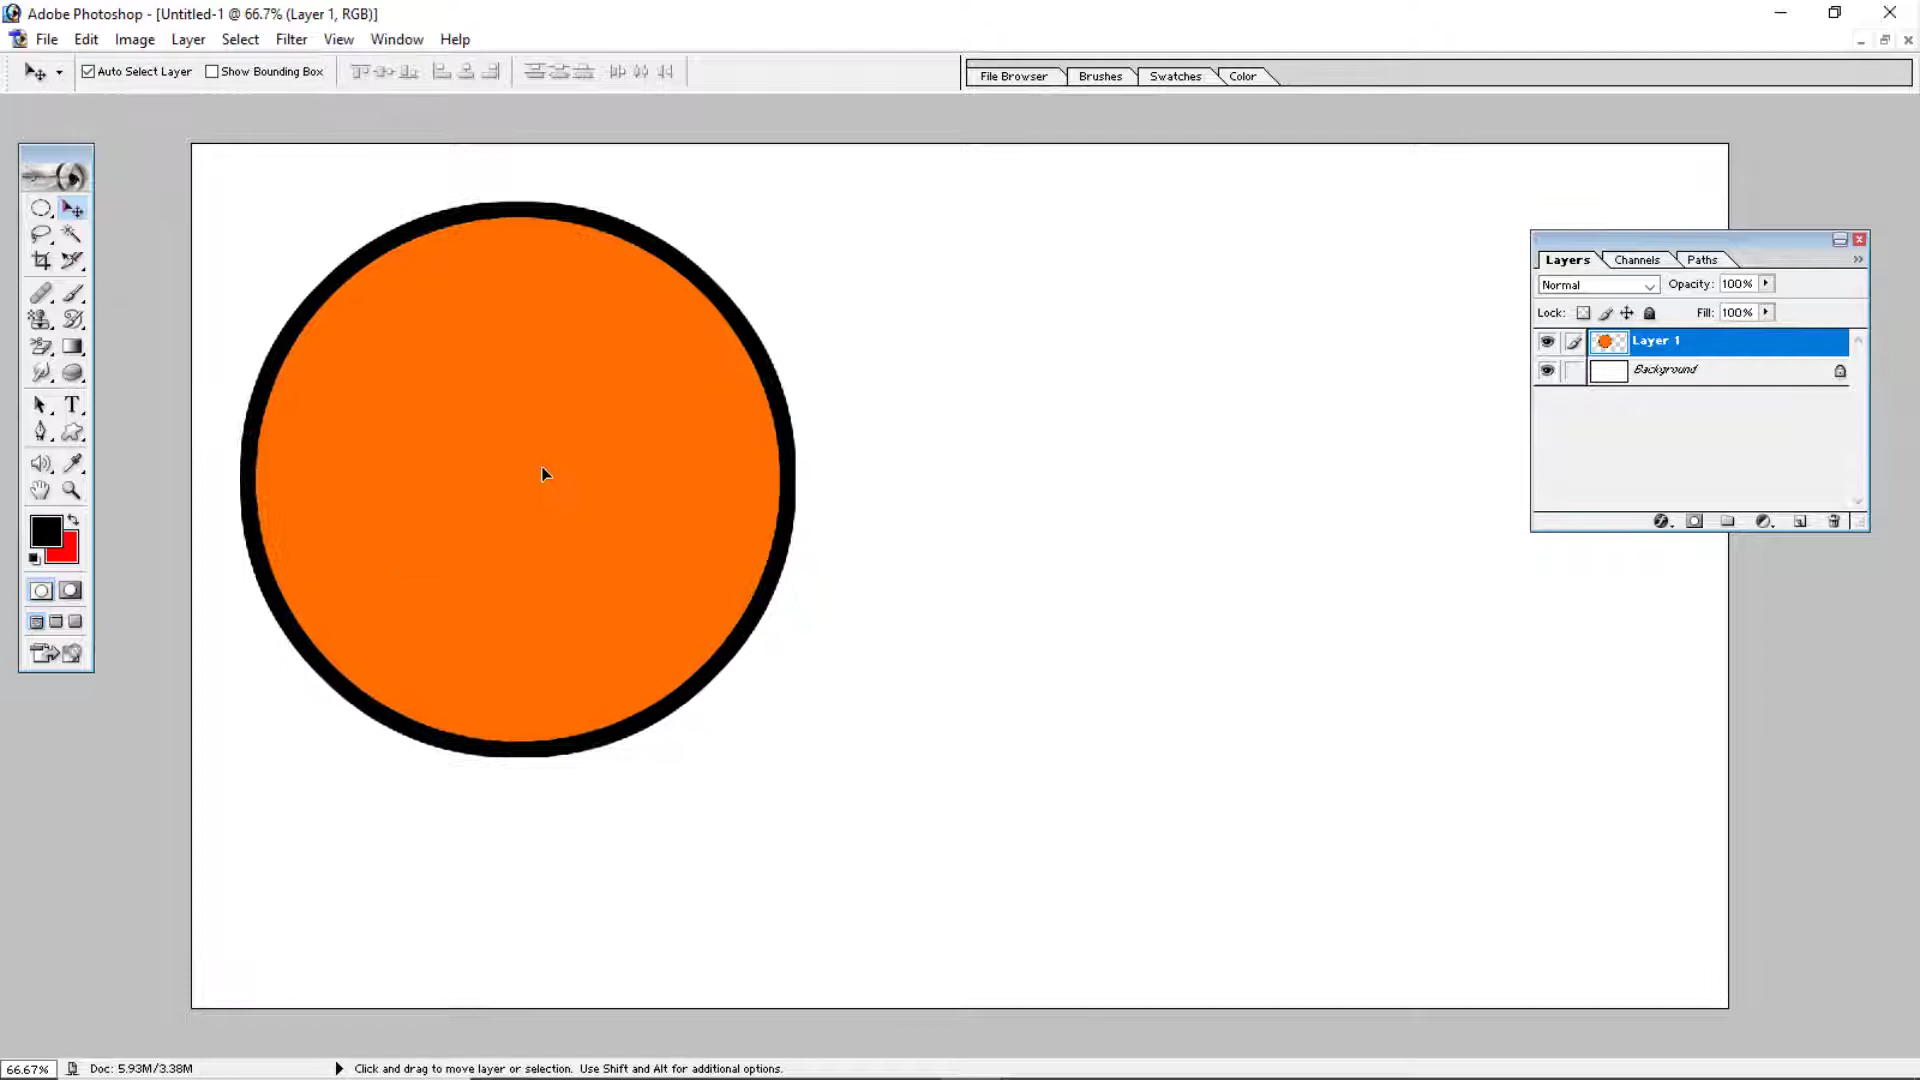 Adobe Photoshop - [Untitled-1 @ 66.7% (Layer 1, RGB)]
File Edit Image Layer Select Filter View Window Help
Auto Select Layer Show Bounding Box File Browser Brushes Swatches Color
Layers Channels Paths
Normal Opacity: 100%
Lock: Fill: 100%
Layer 1
Background
T
66.67% Doc: 5.93M/3.38M Click and drag to move layer or selection. Use Shift and Alt for additional options.